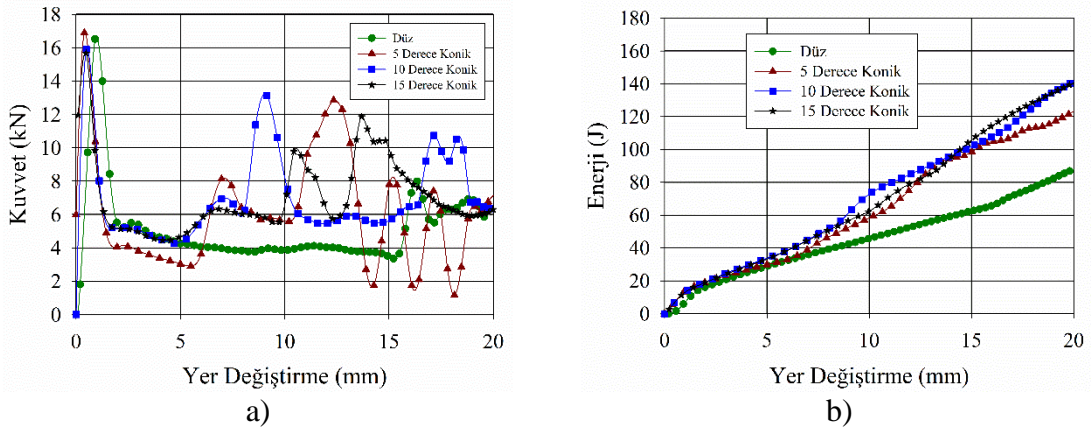 18
16
14
12
10
8
6
4
2
0
Kuvvet (kN)
Düz
5 Derece Konik
10 Derece Konik
15 Derece Konik
0
5
10
15
20
Yer Değiştirme (mm)
a)
180
160
140
120
100
80
60
40
20
0
Enerji (J)
Düz
5 Derece Konik
10 Derece Konik
15 Derece Konik
0
5
10
15
20
Yer Değiştirme (mm)
b)